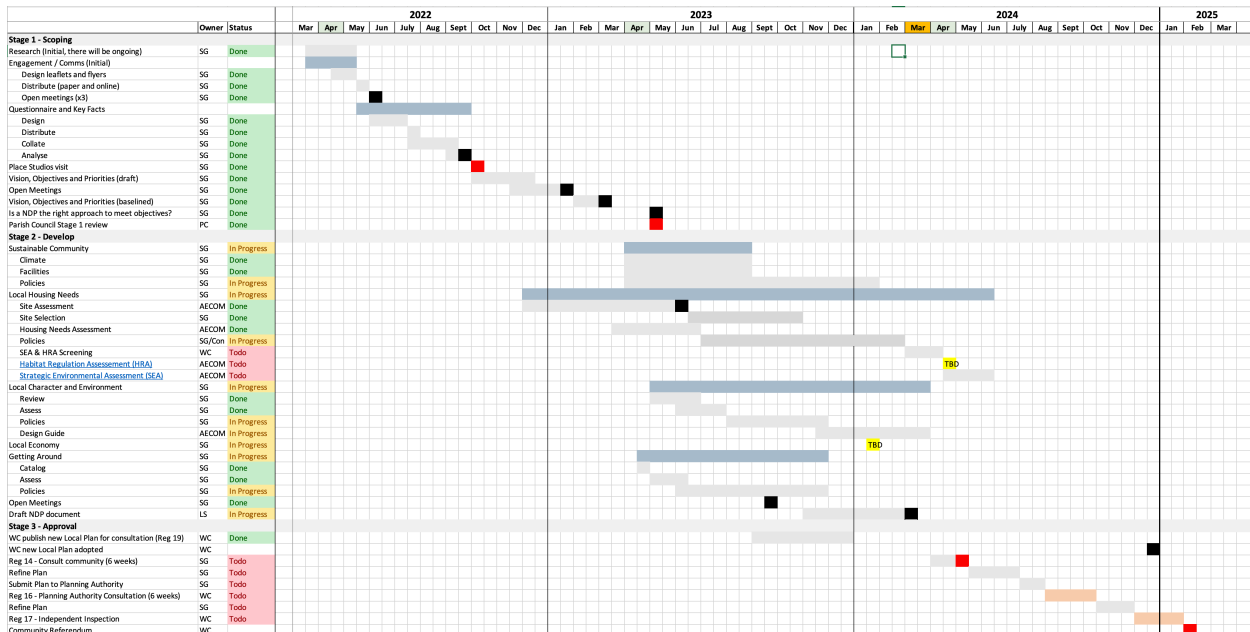 2022 2023 2024 2025
Owner Status Mar Apr May Jun July Aug Sept Oct Nov Dec Jan Feb Mar Apr May Jun July Aug Sept Oct Nov Dec Jan Feb Mar Apr May Jun July Aug Sept Oct Nov Dec Jan Feb Mar
Stage 1 - Scoping
Research (Initial, there will be ongoing) SG Done
Engagement / Comms (Initial)
Design leaflets and flyers SG Done
Distribute (paper and online) SG Done
Open meetings (x3) SG Done
Questionnaire and Key Facts
Design SG Done
Distribute SG Done
Collate SG Done
Analyse SG Done
Place Studios visit SG Done
Vision, Objectives and Priorities (draft) SG Done
Open Meetings SG Done
Vision, Objectives and Priorities (baselined) SG Done
Is a NDP the right approach to meet objectives? SG Done
Parish Council Stage 1 review PC Done
Stage 2 - Develop
Sustainable Community SG In Progress
Climate SG Done
Facilities SG Done
Policies SG In Progress
Local Housing Needs SG In Progress
Site Assessment AECOM Done
Site Selection SG Done
Housing Needs Assessment AECOM Done
Policies SG/Con In Progress
SEA & HRA Screening WC Todo
Habitat Regulation Assessement (HRA) AECOM Todo TBD
Strategic Environmental Assessment (SEA) AECOM Todo
Local Character and Environment SG In Progress
Review SG Done
Assess SG Done
Policies SG In Progress
Design Guide AECOM In Progress
Local Economy SG In Progress TBD
Getting Around SG In Progress
Catalog SG Done
Assess SG Done
Policies SG In Progress
Open Meetings SG Done
Draft NDP document LS In Progress
Stage 3 - Approval
WC publish new Local Plan for consultation (Reg 19) WC Done
WC new Local Plan adopted WC
Reg 14 - Consult community (6 weeks) SG Todo
Refine Plan SG Todo
Submit Plan to Planning Authority SG Todo
Reg 16 - Planning Authority Consultation (6 weeks) WC Todo
Refine Plan SG Todo
Reg 17 - Independent Inspection WC Todo
Community Referendum WC